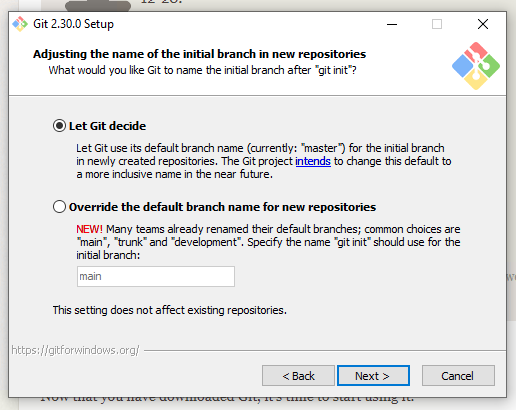 12-28.
Git 2.30.0 Setup
Adjusting the name of the initial branch in new repositories
What would you like Git to name the initial branch after "git init"?
Let Git decide
Let Git use its default branch name (currently: "master") for the initial branch
in newly created repositories. The Git project intends to change this default to
a more inclusive name in the near future.
Override the default branch name for new repositories
NEW! Many teams already renamed their default branches; common choices are
"main", "trunk" and "development". Specify the name "git init" should use for the
initial branch:
main
This setting does not affect existing repositories.
https://gitforwindows.org/
< Back
Next >
Cancel
Now that you have downloaded Git, it's time to start using it.